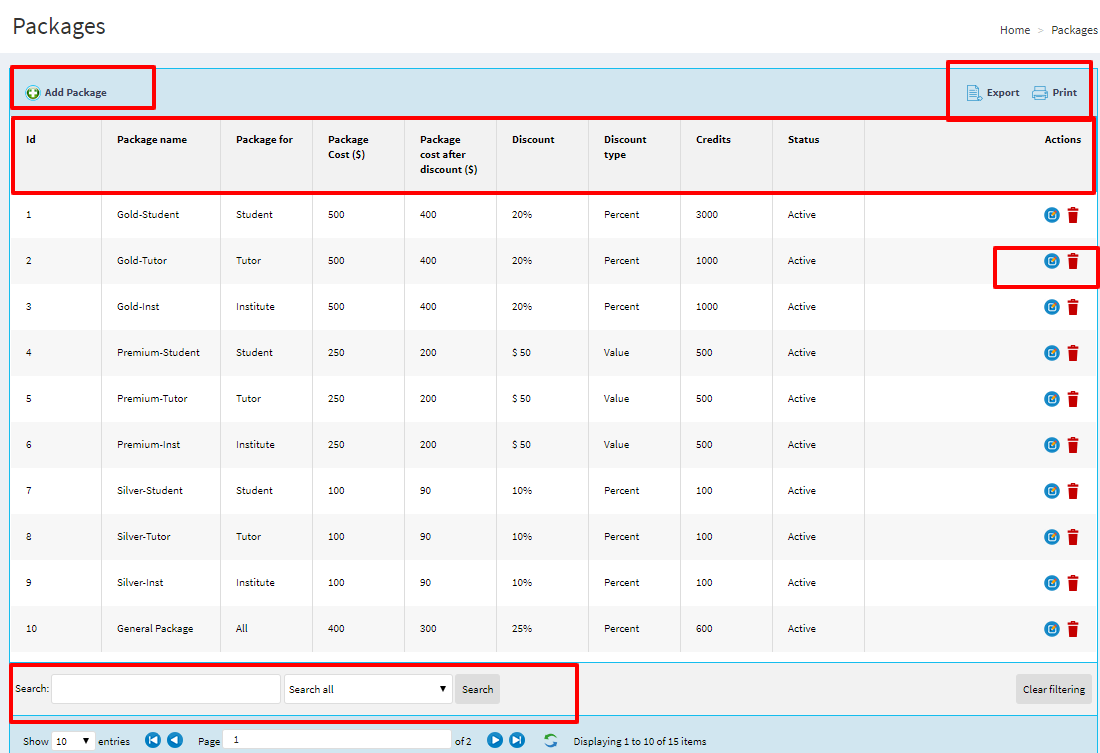 Packages
Home > Packages
Add Package Export Print
Id Package name Package for Package Cost ($) Package cost after discount ($) Discount Discount type Credits Status Actions
1 Gold-Student Student 500 400 20% Percent 3000 Active
2 Gold-Tutor Tutor 500 400 20% Percent 1000 Active
3 Gold-Inst Institute 500 400 20% Percent 1000 Active
4 Premium-Student Student 250 200 $ 50 Value 500 Active
5 Premium-Tutor Tutor 250 200 $ 50 Value 500 Active
6 Premium-Inst Institute 250 200 $ 50 Value 500 Active
7 Silver-Student Student 100 90 10% Percent 100 Active
8 Silver-Tutor Tutor 100 90 10% Percent 100 Active
9 Silver-Inst Institute 100 90 10% Percent 100 Active
10 General Package All 400 300 25% Percent 600 Active
Search: Search all Search Clear filtering
Show 10 entries Page 1 of 2 Displaying 1 to 10 of 15 items